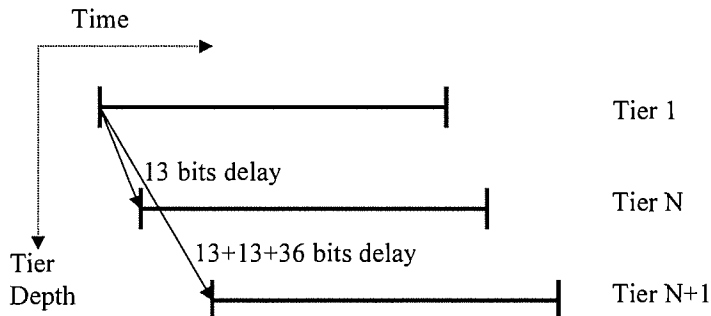 Time
Tier 1
13 bits delay
Tier N
13+13+36 bits delay
Tier
Depth
Tier N+1